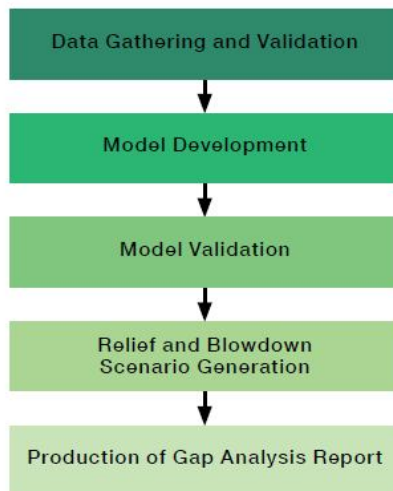 Data Gathering and Validation
Model Development
Model Validation
Relief and Blowdown
Scenario Generation
Production of Gap Analysis Report